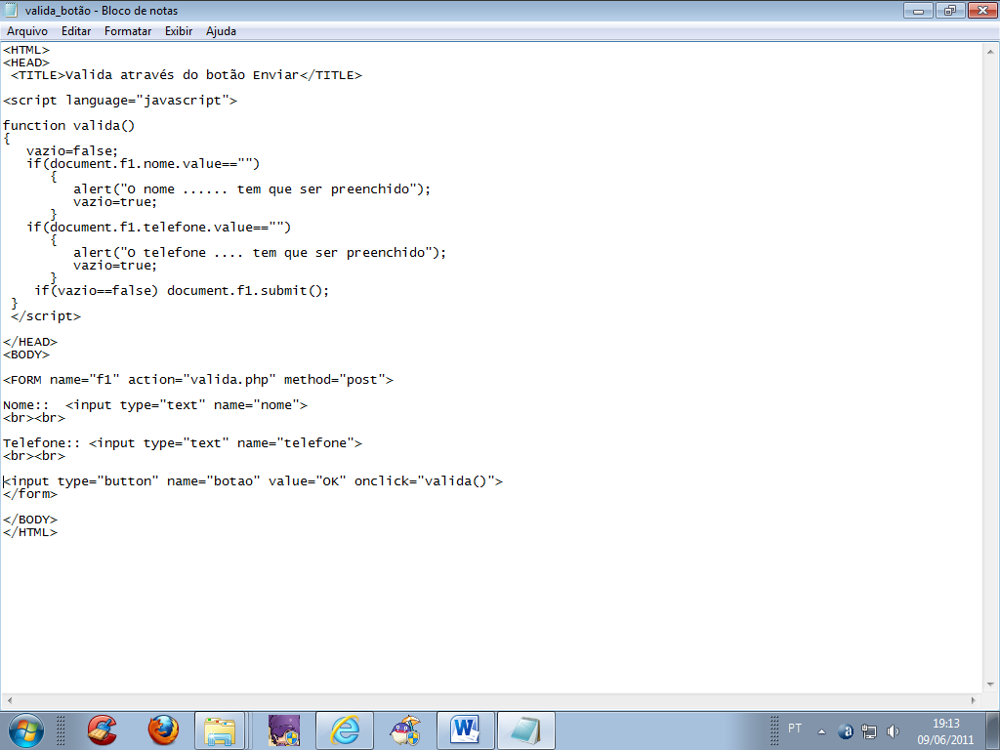 valida_botão - Bloco de notas
Arquivo Editar Formatar Exibir Ajuda
<HTML>
<HEAD>
 <TITLE>Valida através do botão Enviar</TITLE>

<script language="javascript">

function valida()
{
   vazio=false;
   if(document.f1.nome.value=="")
      {
         alert("O nome ...... tem que ser preenchido");
         vazio=true;
      }
   if(document.f1.telefone.value=="")
      {
         alert("O telefone .... tem que ser preenchido");
         vazio=true;
      }
    if(vazio==false) document.f1.submit();
 }
 </script>

</HEAD>
<BODY>

<FORM name="f1" action="valida.php" method="post">

Nome::  <input type="text" name="nome">
<br><br>

Telefone:: <input type="text" name="telefone">
<br><br>

<input type="button" name="botao" value="OK" onclick="valida()">
</form>

</BODY>
</HTML>
W
PT
a
19:13
09/06/2011